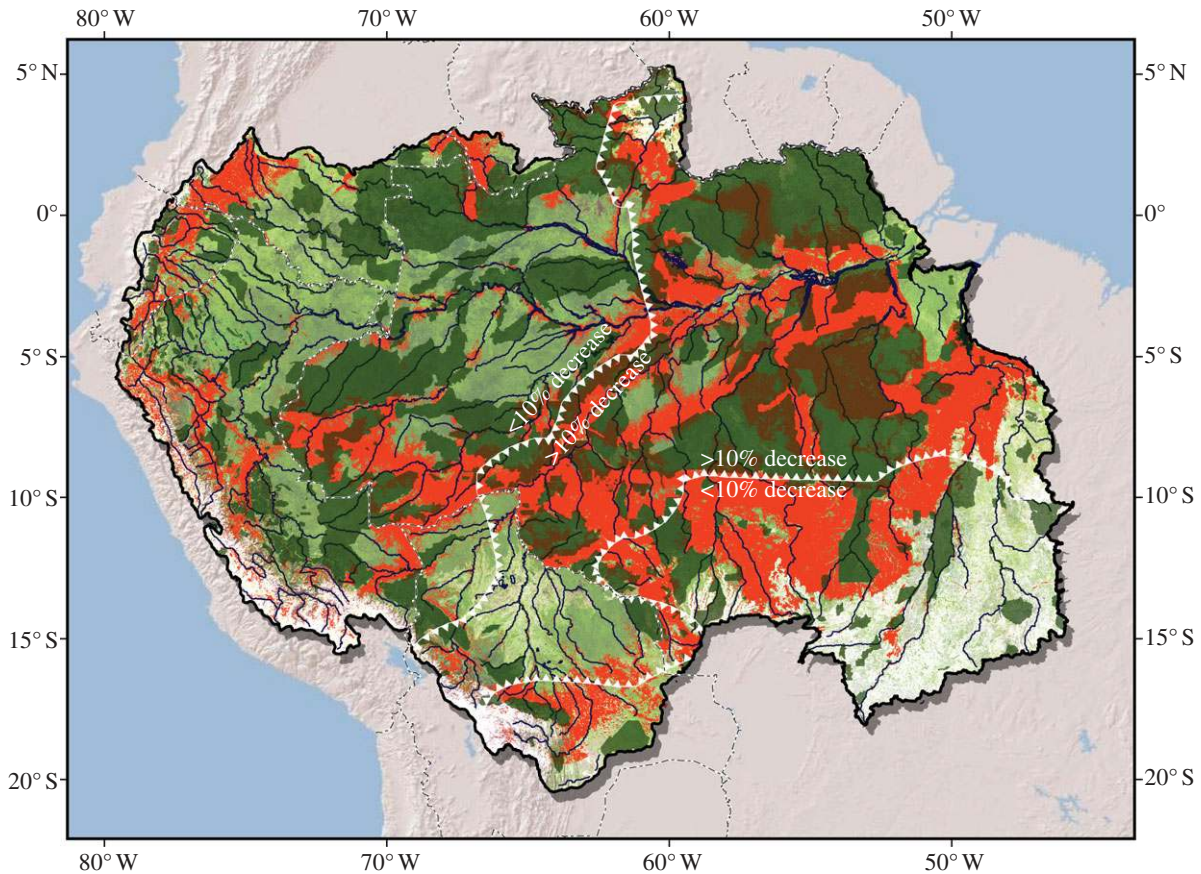 80° W 70° W 60° W 50° W
5° N 5° N
0° 0°
5° S 5° S
<10% decrease
>10% decrease
>10% decrease
<10% decrease
10° S 10° S
15° S 15° S
20° S 20° S
80° W 70° W 60° W 50° W